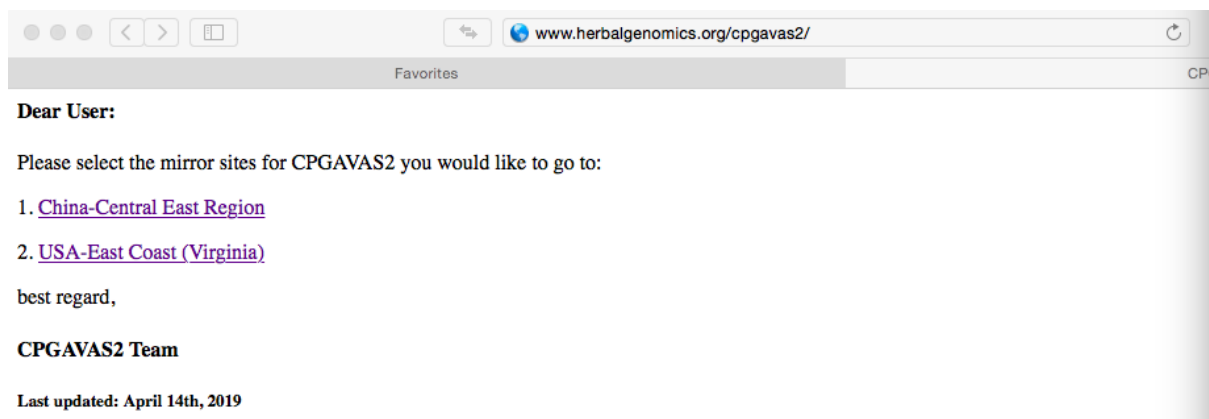 www.herbalgenomics.org/cpgavas2/
Favorites
CP
Dear User:
Please select the mirror sites for CPGAVAS2 you would like to go to:
1. China-Central East Region
2. USA-East Coast (Virginia)
best regard,
CPGAVAS2 Team
Last updated: April 14th, 2019